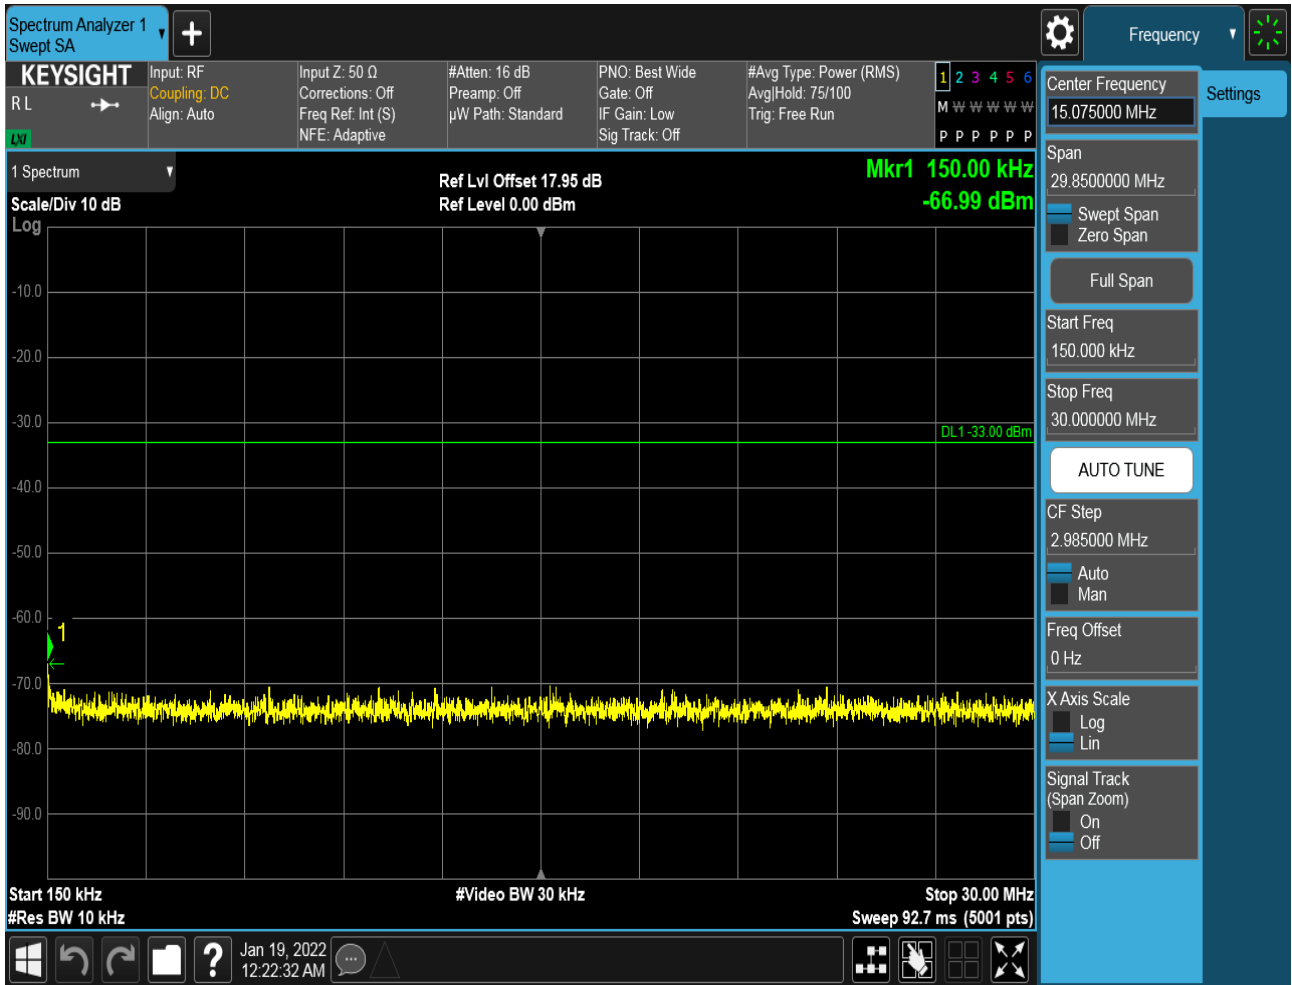 Spectrum Analyzer 1
Swept SA
Frequency
KEYSIGHT
R L
LXI
Input: RF
Coupling: DC
Align: Auto
Input Z: 50 Ω
Corrections: Off
Freq Ref: Int (S)
NFE: Adaptive
#Atten: 16 dB
Preamp: Off
µW Path: Standard
PNO: Best Wide
Gate: Off
IF Gain: Low
Sig Track: Off
#Avg Type: Power (RMS)
Avg|Hold: 75/100
Trig: Free Run
1 2 3 4 5 6
M W W W W W
P P P P P P
1 Spectrum
Scale/Div 10 dB
Log
Ref Lvl Offset 17.95 dB
Ref Level 0.00 dBm
Mkr1 150.00 kHz
-66.99 dBm
-10.0
-20.0
-30.0
DL1 -33.00 dBm
-40.0
-50.0
-60.0
1
-70.0
-80.0
-90.0
Start 150 kHz
#Video BW 30 kHz
Stop 30.00 MHz
#Res BW 10 kHz
Sweep 92.7 ms (5001 pts)
Center Frequency
15.075000 MHz
Settings
Span
29.8500000 MHz
Swept Span
Zero Span
Full Span
Start Freq
150.000 kHz
Stop Freq
30.000000 MHz
AUTO TUNE
CF Step
2.985000 MHz
Auto
Man
Freq Offset
0 Hz
X Axis Scale
Log
Lin
Signal Track
(Span Zoom)
On
Off
?
Jan 19, 2022
12:22:32 AM